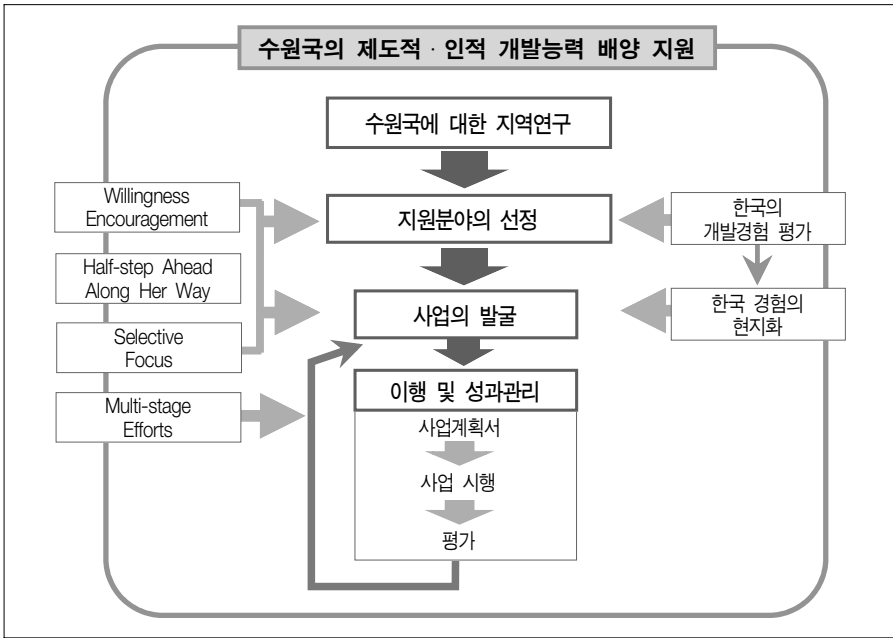 수원국의 제도적 · 인적 개발능력 배양 지원
수원국에 대한 지역연구
Willingness
Encouragement
지원분야의 선정
한국의
개발경험 평가
Half-step Ahead
Along Her Way
사업의 발굴
한국 경험의
현지화
Selective
Focus
이행 및 성과관리
Multi-stage
Efforts
사업계획서
사업 시행
평가